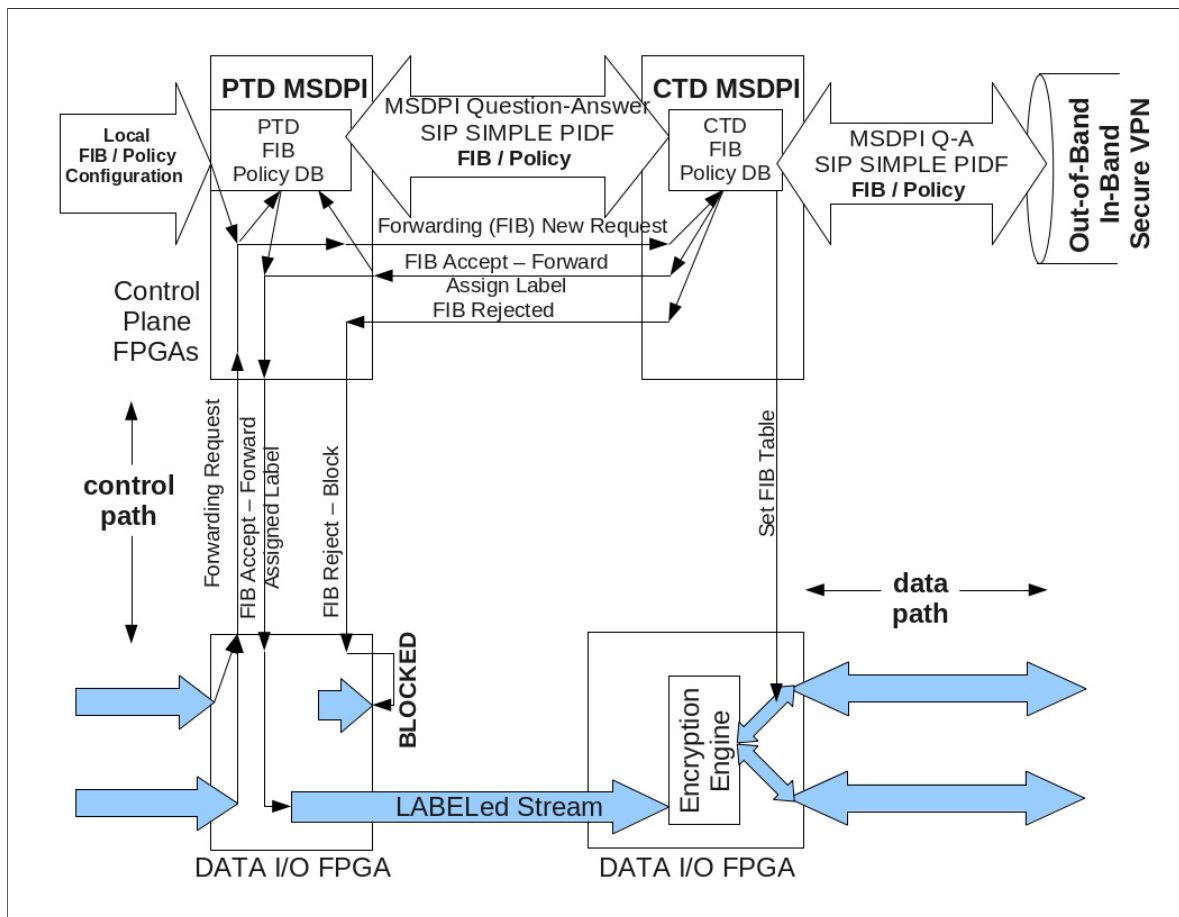 PTD MSDPI
CTD MSDPI
Local
FIB / Policy
Configuration
PTD
FIB
Policy DB
MSDPI Question-Answer
SIP SIMPLE PIDF
FIB / Policy
CTD
FIB
Policy DB
MSDPI Q-A
SIP SIMPLE PIDF
FIB / Policy
Out-of-Band
In-Band
Secure VPN
Forwarding (FIB) New Request
FIB Accept – Forward
Assign Label
FIB Rejected
Control
Plane
FPGAs
control
path
Forwarding Request
FIB Accept – Forward
Assigned Label
FIB Reject – Block
Set FIB Table
data
path
BLOCKED
Encryption
Engine
LABELed Stream
DATA I/O FPGA
DATA I/O FPGA